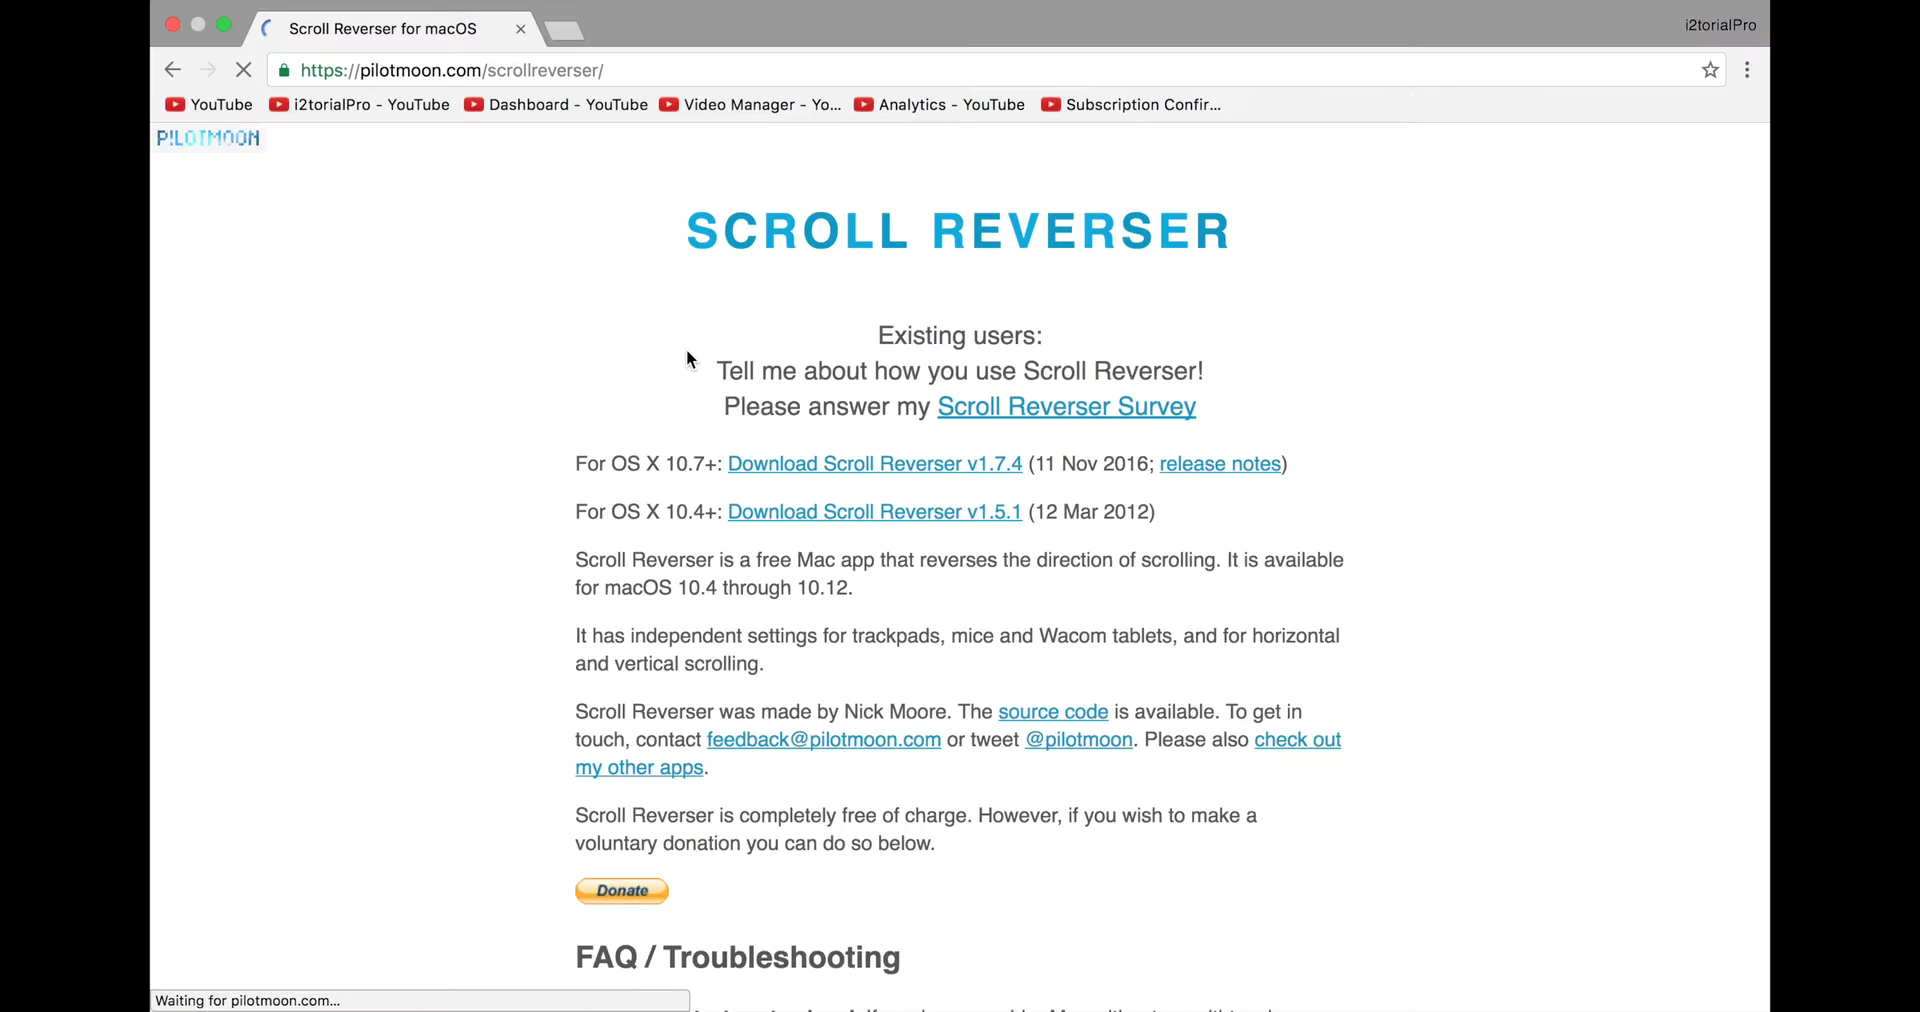 Scroll Reverser for macOS
i2torialPro
https://pilotmoon.com/scrollreverser/
YouTube
i2torialPro - YouTube
Dashboard - YouTube
Video Manager - Yo...
Analytics - YouTube
Subscription Confir...
P!LOTMOON
SCROLL REVERSER
Existing users:
Tell me about how you use Scroll Reverser!
Please answer my Scroll Reverser Survey
For OS X 10.7+: Download Scroll Reverser v1.7.4 (11 Nov 2016; release notes)
For OS X 10.4+: Download Scroll Reverser v1.5.1 (12 Mar 2012)
Scroll Reverser is a free Mac app that reverses the direction of scrolling. It is available
for macOS 10.4 through 10.12.
It has independent settings for trackpads, mice and Wacom tablets, and for horizontal
and vertical scrolling.
Scroll Reverser was made by Nick Moore. The source code is available. To get in
touch, contact feedback@pilotmoon.com or tweet @pilotmoon. Please also check out
my other apps.
Scroll Reverser is completely free of charge. However, if you wish to make a
voluntary donation you can do so below.
Donate
FAQ / Troubleshooting
Waiting for pilotmoon.com...